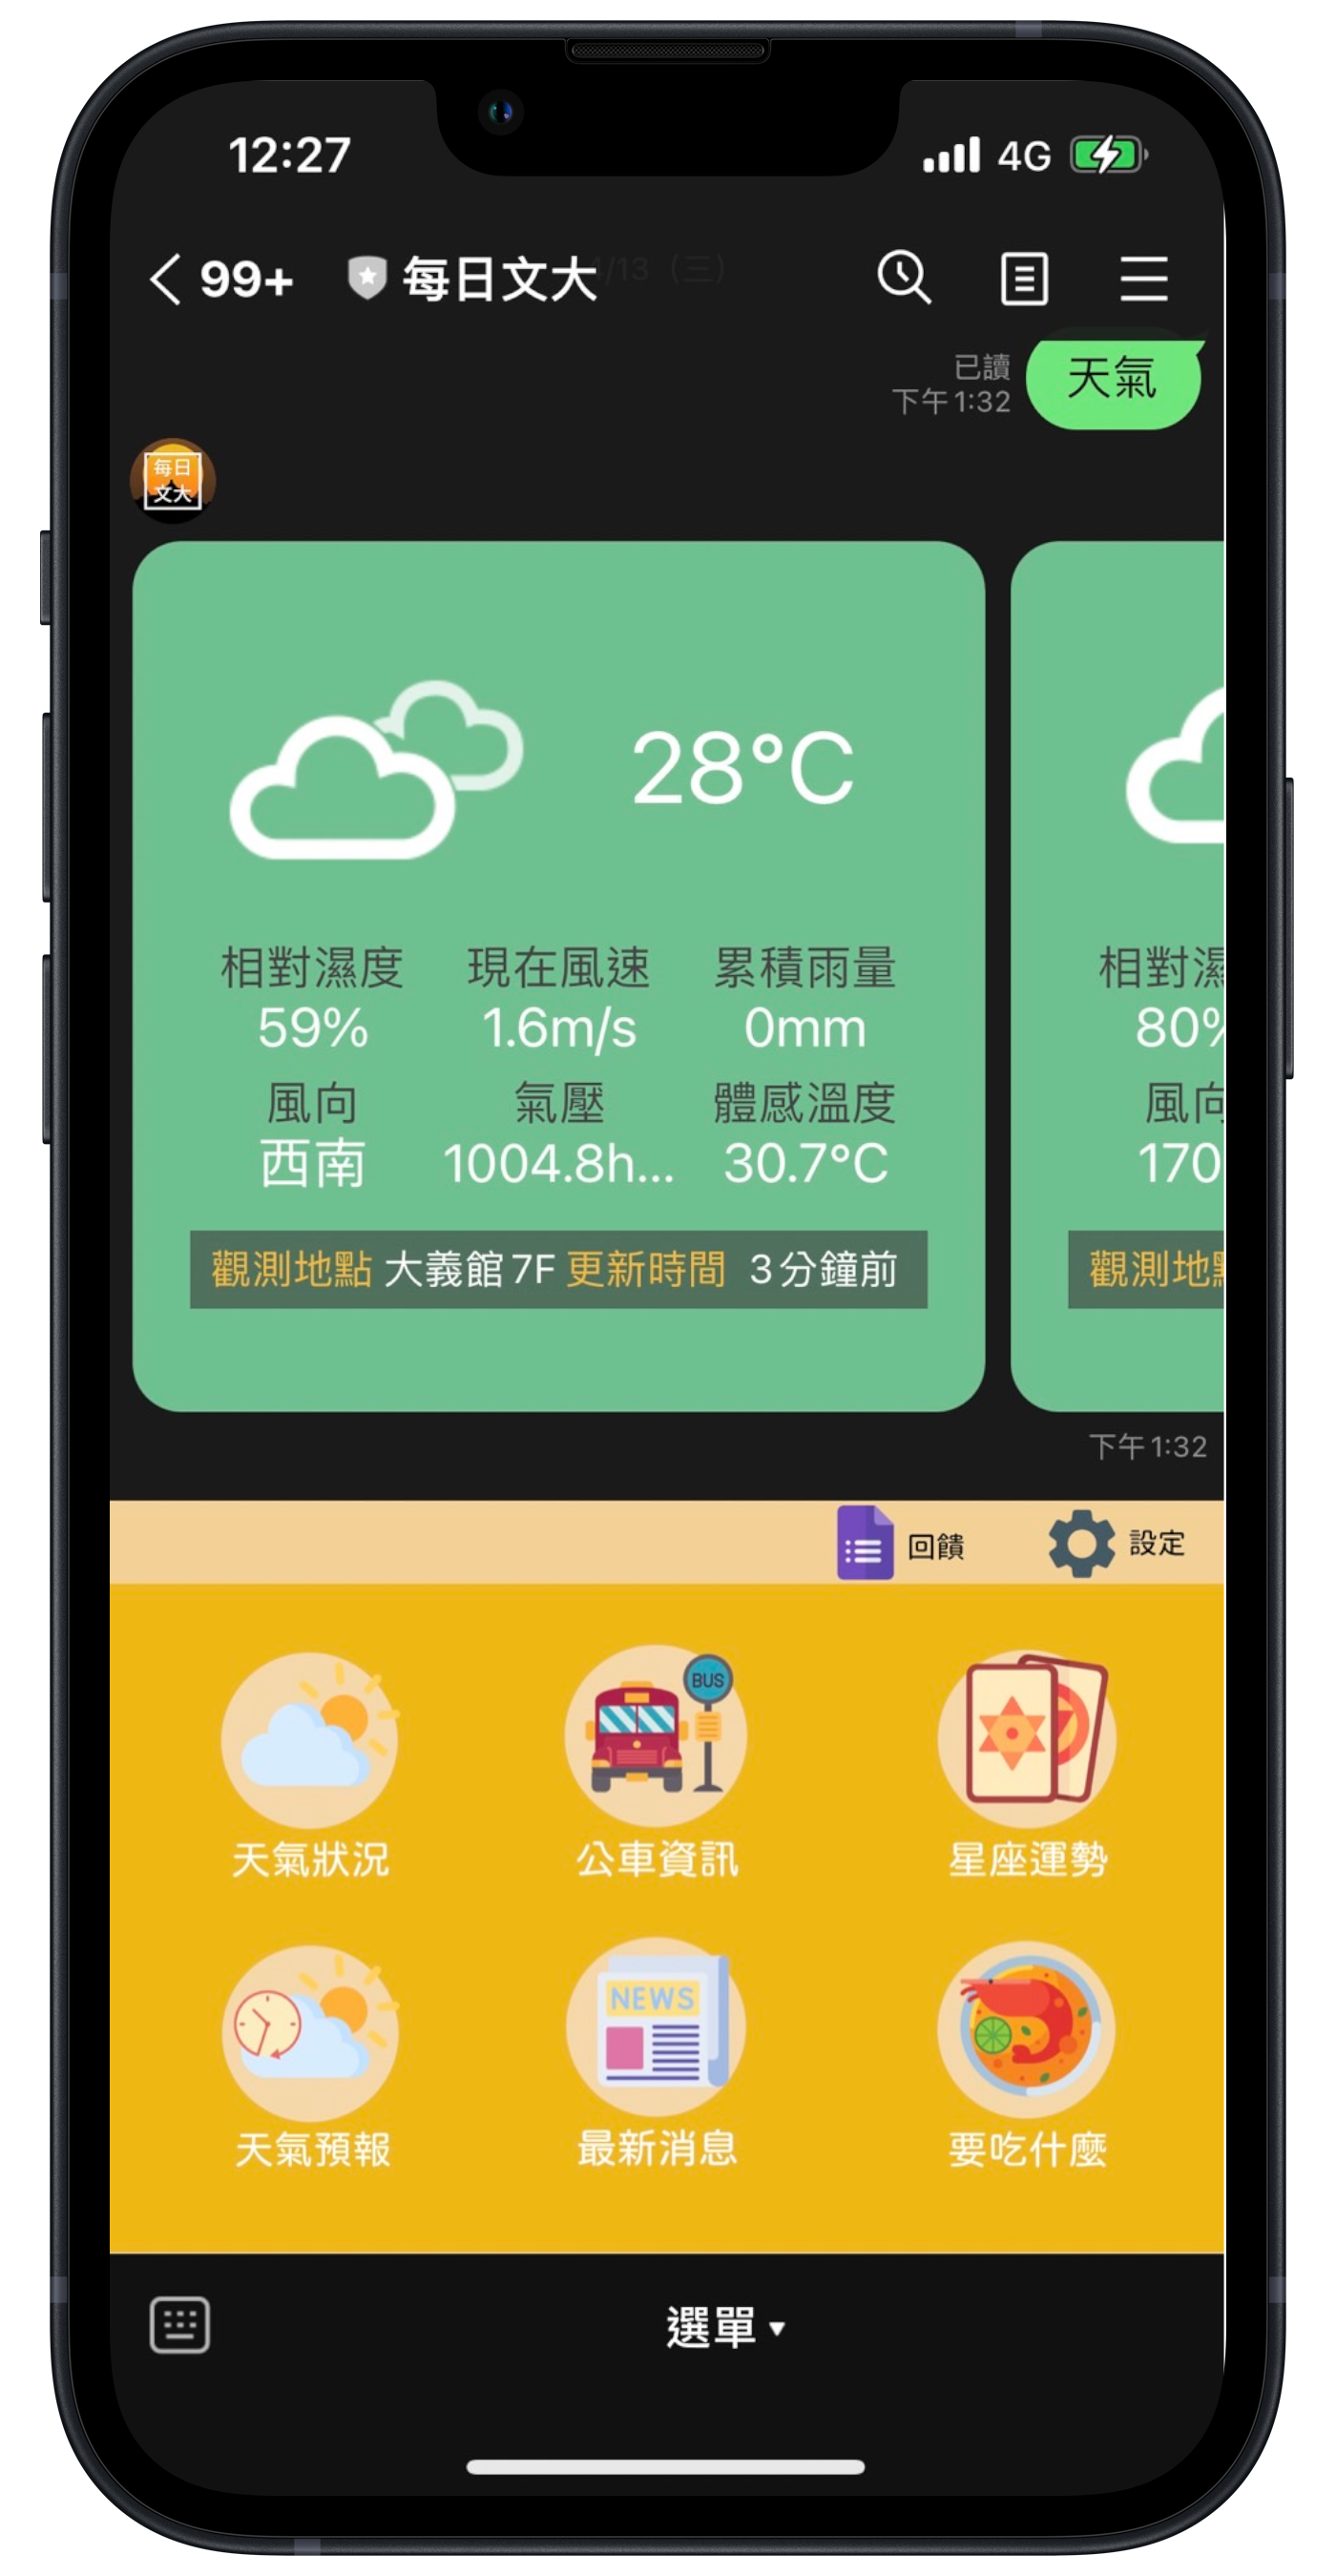 12:27
4G
99+
每日文大
4/13（三）
已讀
下午1:32
天氣
每日
文大
28°C
相對濕度 現在風速 累積雨量
59% 1.6m/s 0mm
風向 氣壓 體感溫度
西南 1004.8h... 30.7°C
觀測地點 大義館7F 更新時間 3分鐘前
相對濕
80%
風向
170
觀測地點
下午1:32
回饋
設定
BUS
天氣狀況 公車資訊 星座運勢
NEWS
天氣預報 最新消息 要吃什麼
選單